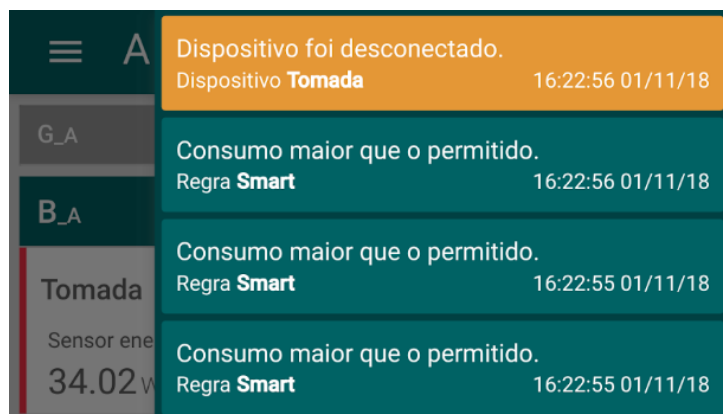 A
G_A
B_A
Tomada
Sensor ene
34.02 W
Dispositivo foi desconectado.
Dispositivo Tomada 16:22:56 01/11/18
Consumo maior que o permitido.
Regra Smart 16:22:56 01/11/18
Consumo maior que o permitido.
Regra Smart 16:22:55 01/11/18
Consumo maior que o permitido.
Regra Smart 16:22:55 01/11/18